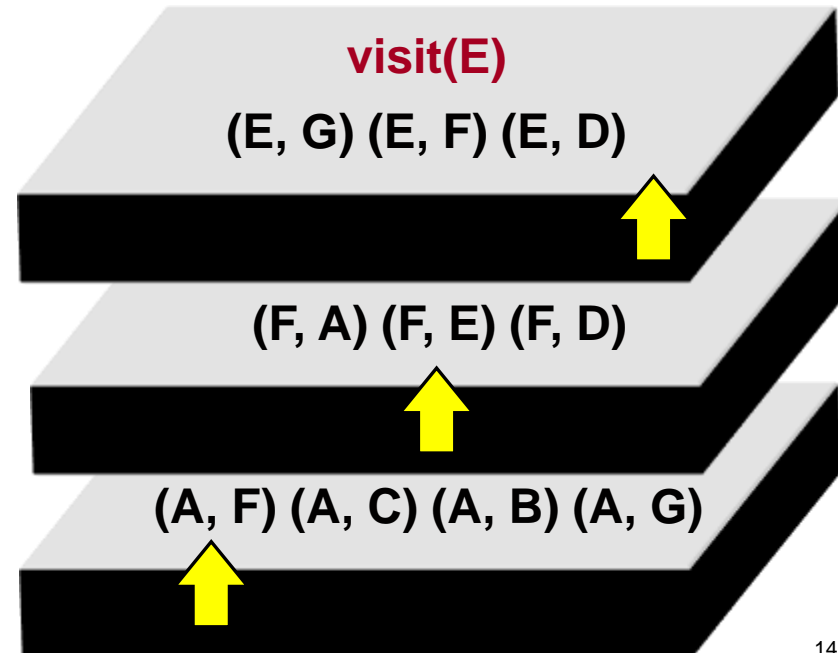 visit(E)
(E, G) (E, F) (E, D)
(F, A) (F, E) (F, D)
(A, F) (A, C) (A, B) (A, G)
14